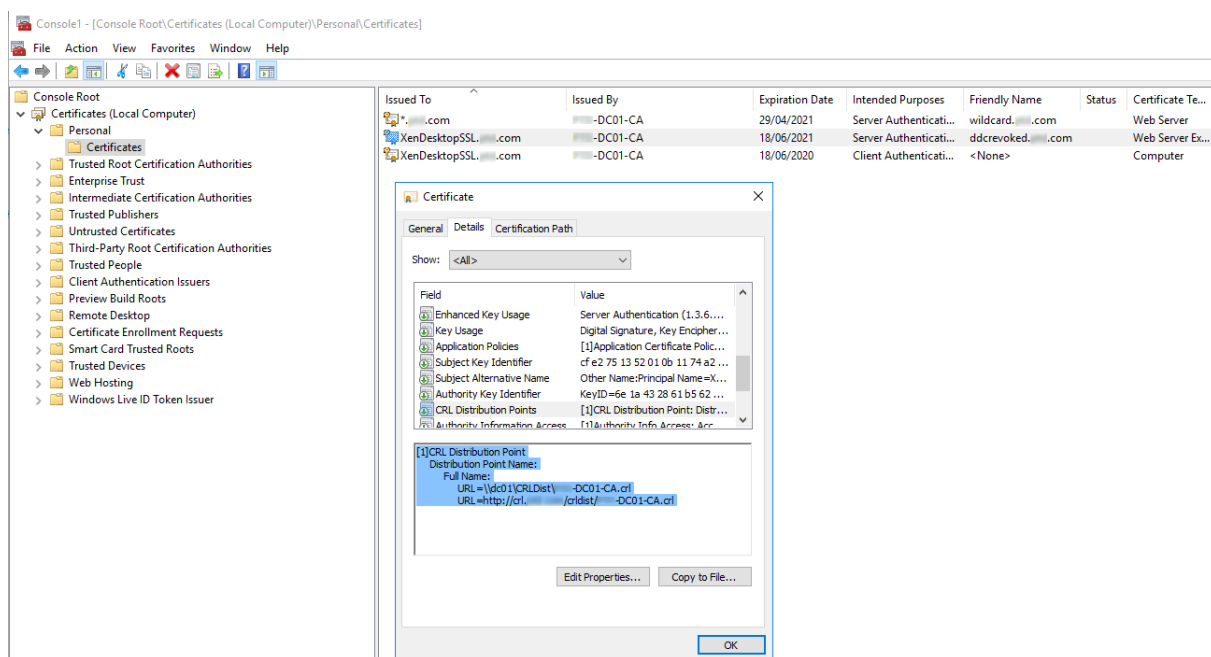 Console1 - [Console Root\Certificates (Local Computer)\Personal\Certificates]
File Action View Favorites Window Help
Console Root
Certificates (Local Computer)
Personal
Certificates
Trusted Root Certification Authorities
Enterprise Trust
Intermediate Certification Authorities
Trusted Publishers
Untrusted Certificates
Third-Party Root Certification Authorities
Trusted People
Client Authentication Issuers
Preview Build Roots
Remote Desktop
Certificate Enrollment Requests
Smart Card Trusted Roots
Trusted Devices
Web Hosting
Windows Live ID Token Issuer
Issued To Issued By Expiration Date Intended Purposes Friendly Name Status Certificate Te...
*. .com -DC01-CA 29/04/2021 Server Authenticati... wildcard. .com Web Server
XenDesktopSSL. .com -DC01-CA 18/06/2021 Server Authenticati... ddcrevoked. .com Web Server Ex...
XenDesktopSSL. .com -DC01-CA 18/06/2020 Client Authenticati... <None> Computer
Certificate
General Details Certification Path
Show: <All>
Field Value
Enhanced Key Usage Server Authentication (1.3.6....
Key Usage Digital Signature, Key Encipher...
Application Policies [1]Application Certificate Polic...
Subject Key Identifier cf e2 75 13 52 01 0b 11 74 a2 ...
Subject Alternative Name Other Name:Principal Name=X...
Authority Key Identifier KeyID=6e 1a 43 28 61 b5 62 ...
CRL Distribution Points [1]CRL Distribution Point: Distr...
Authority Information Access [1]Authority Info Access: Acc...
[1]CRL Distribution Point
Distribution Point Name:
Full Name:
URL=\\dc01\CRLDist\ -DC01-CA.crl
URL=http://crl. /crldist/ -DC01-CA.crl
Edit Properties... Copy to File...
OK